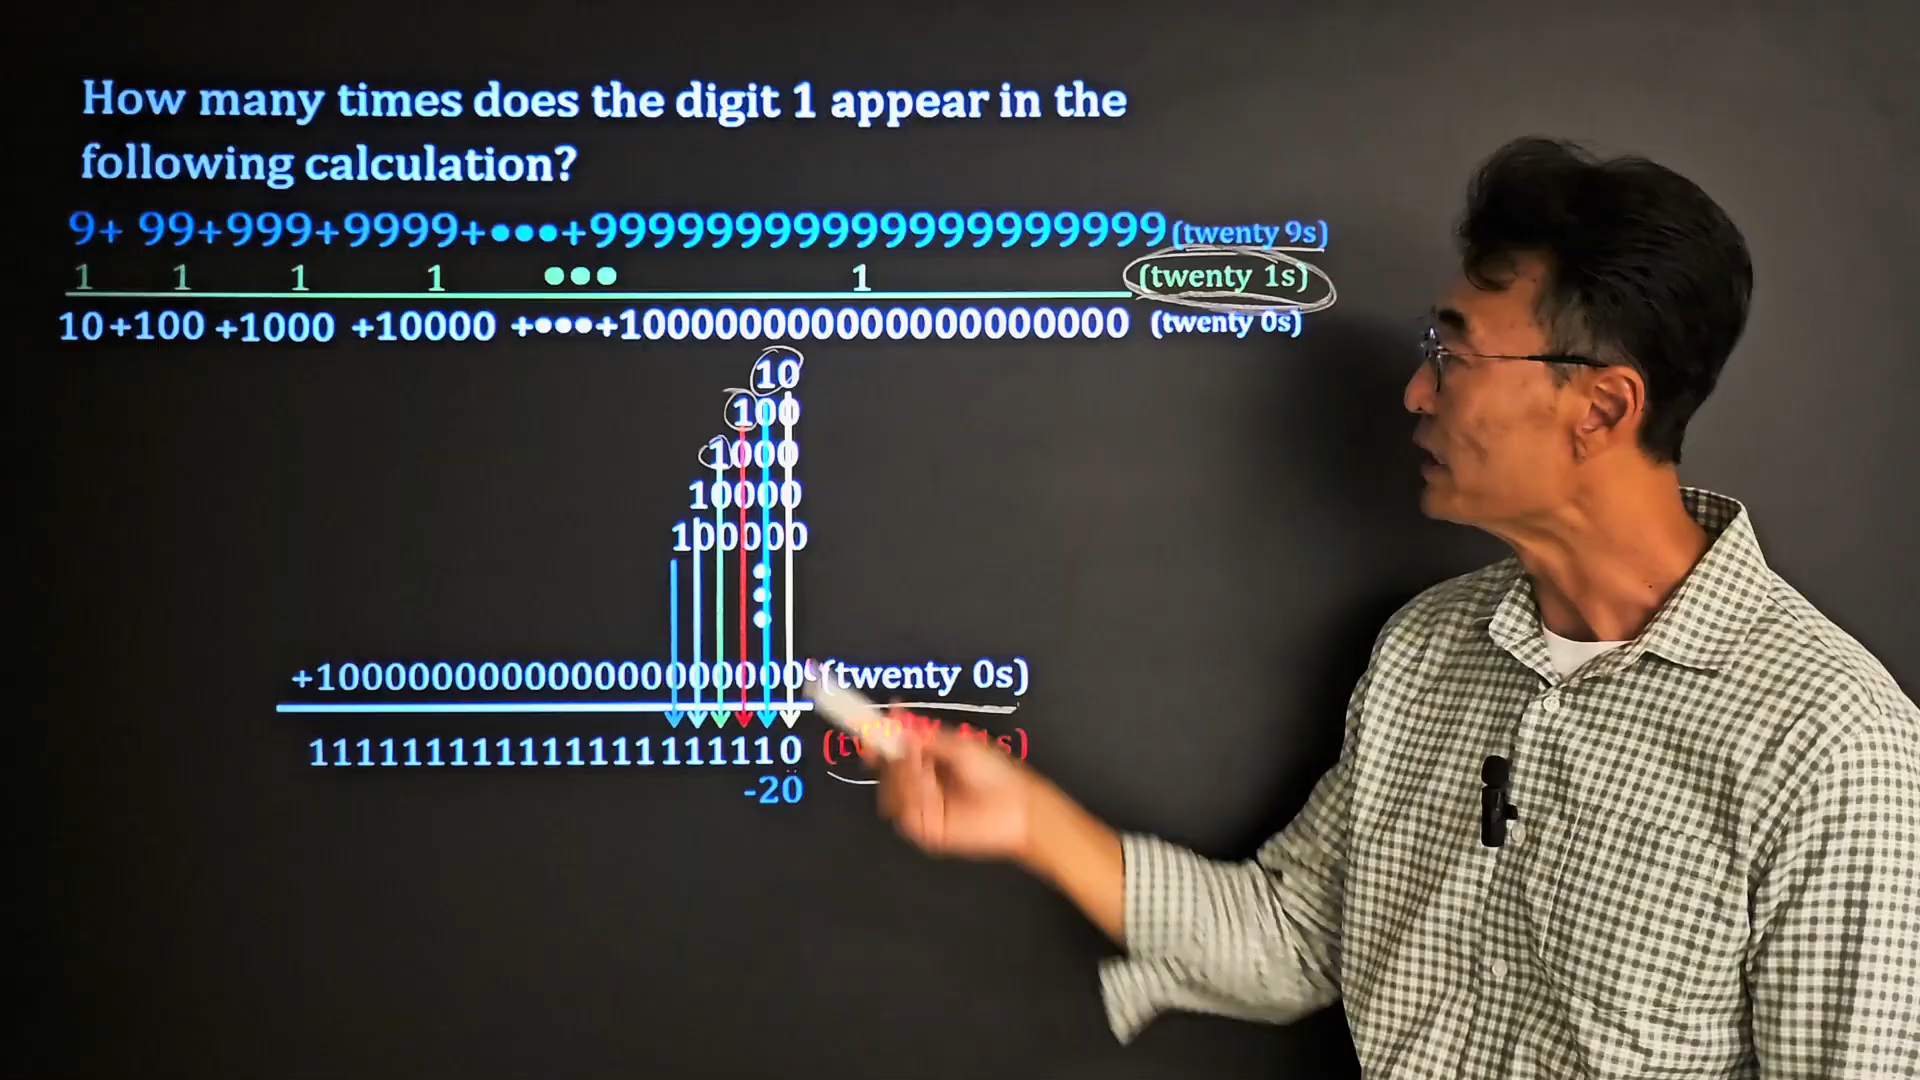 How many times does the digit 1 appear in the
following calculation?
9+ 99+999+9999+•••+99999999999999999999(twenty 9s)
1 1 1 1 ••• 1 (twenty 1s)
10+100+1000+10000+•••+100000000000000000000 (twenty 0s)
10
100
1000
10000
100000
+100000000000000000000 (twenty 0s)
111111111111111111110
-20